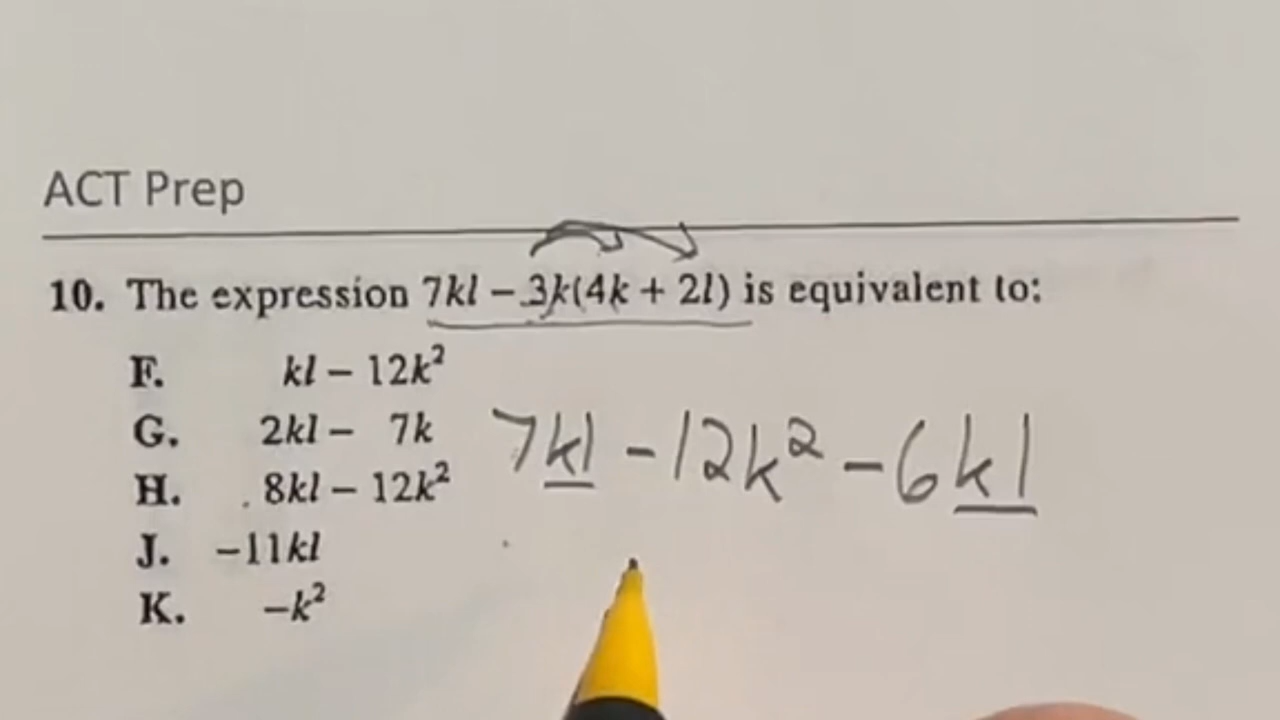 ACT Prep
10. The expression 7kl − 3k(4k + 2l) is equivalent to:
F. kl − 12k²
G. 2kl − 7k
H. 8kl − 12k²
J. −11kl
K. −k²
7kl − 12k² − 6kl